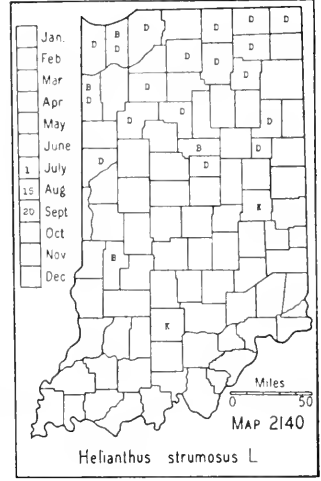 Jan.
Feb
Mar
Apr
May
June
1 July
15 Aug
20 Sept
Oct
Nov
Dec
D B D D D D
D D
D D D
B D D
D
D D D
B D
D D
K
B
K
Miles
0 50
MAP 2140
Helianthus strumosus L